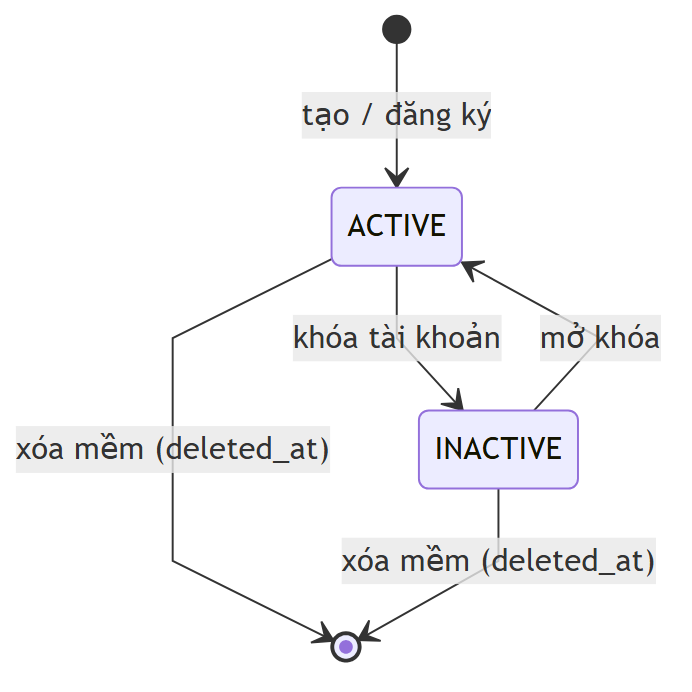 tạo / đăng ký
ACTIVE
khóa tài khoản
mở khóa
xóa mềm (deleted_at)
INACTIVE
xóa mềm (deleted_at)